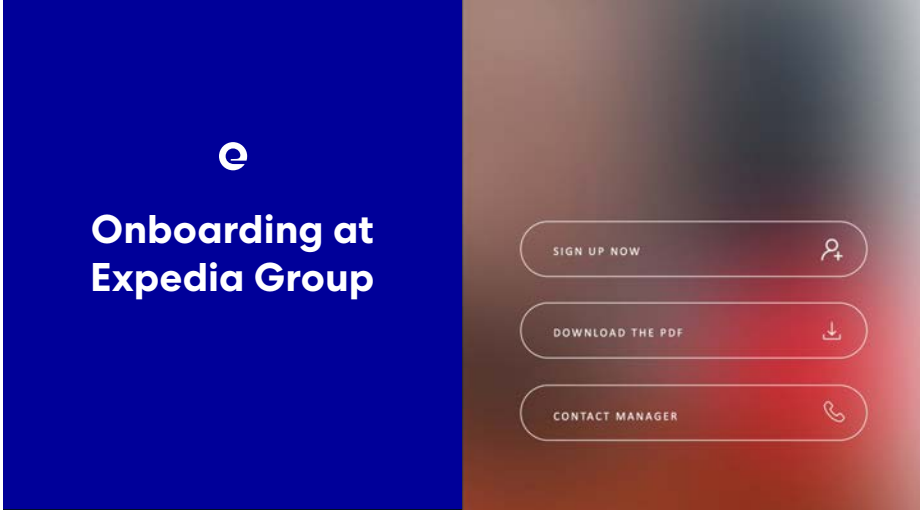 e
Onboarding at
Expedia Group
SIGN UP NOW
DOWNLOAD THE PDF
CONTACT MANAGER